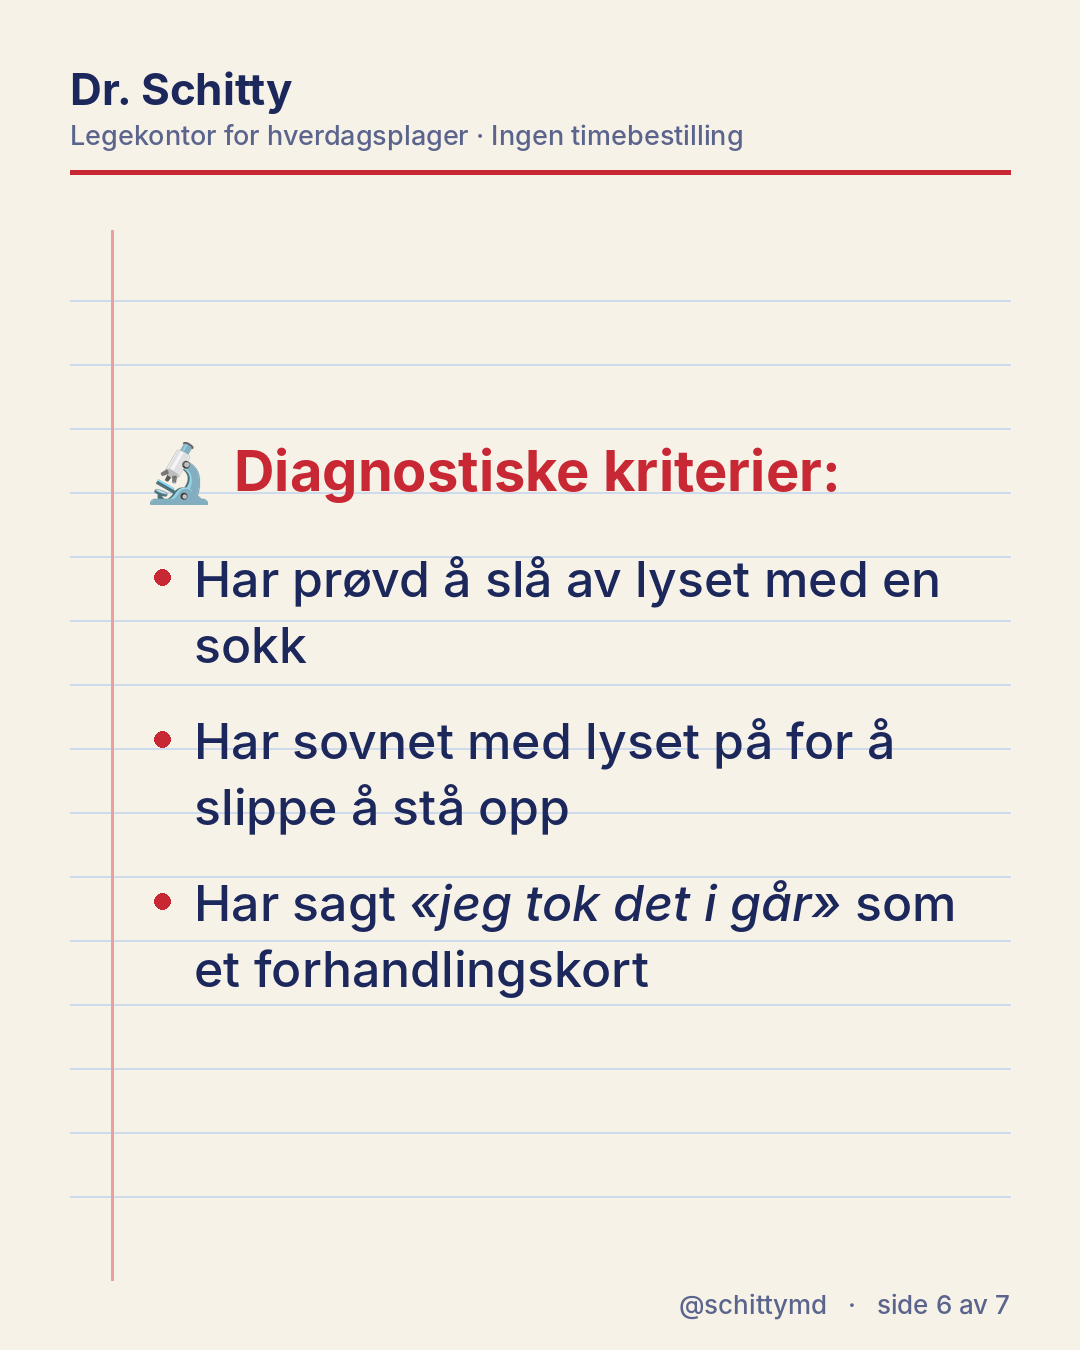 Dr. Schitty
Legekontor for hverdagsplager · Ingen timebestilling
🔬 Diagnostiske kriterier:
• Har prøvd å slå av lyset med en
sokk
• Har sovnet med lyset på for å
slippe å stå opp
• Har sagt «jeg tok det i går» som
et forhandlingskort
@schittymd · side 6 av 7